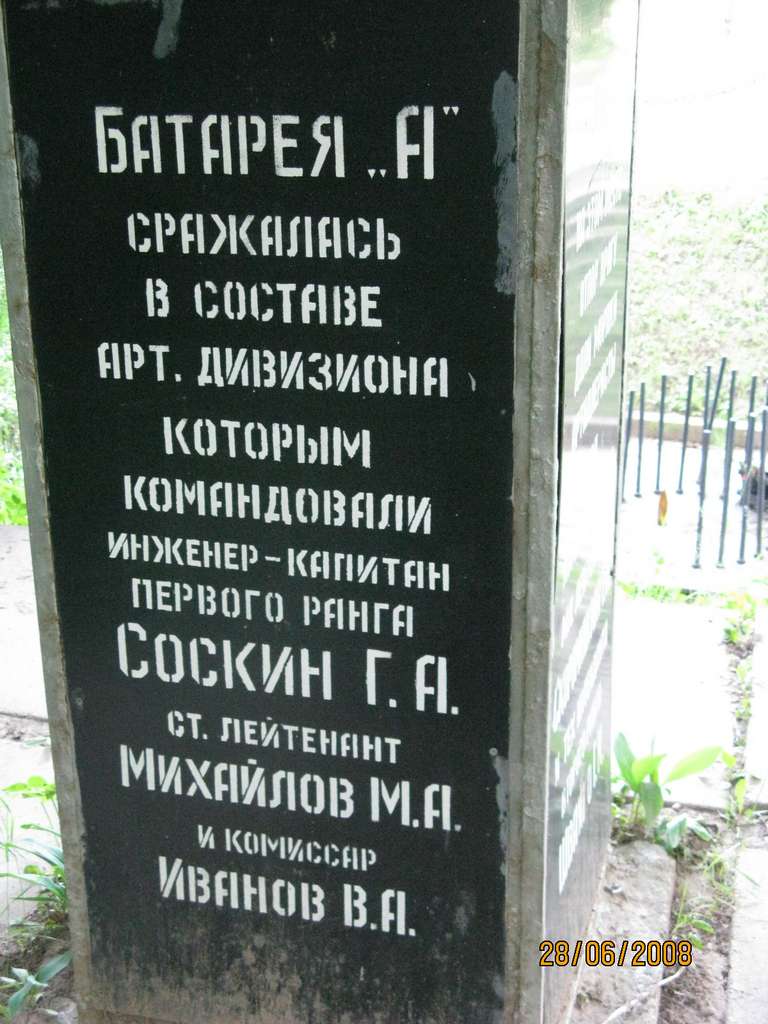 БАТАРЕЯ „А"
СРАЖАЛАСЬ
В СОСТАВЕ
АРТ. ДИВИЗИОНА
КОТОРЫМ
КОМАНДОВАЛИ
ИНЖЕНЕР-КАПИТАН
ПЕРВОГО РАНГА
СОСКИН Г.А.
СТ. ЛЕЙТЕНАНТ
МИХАЙЛОВ М.А.
И КОМИССАР
ИВАНОВ В.А.
28/06/2008